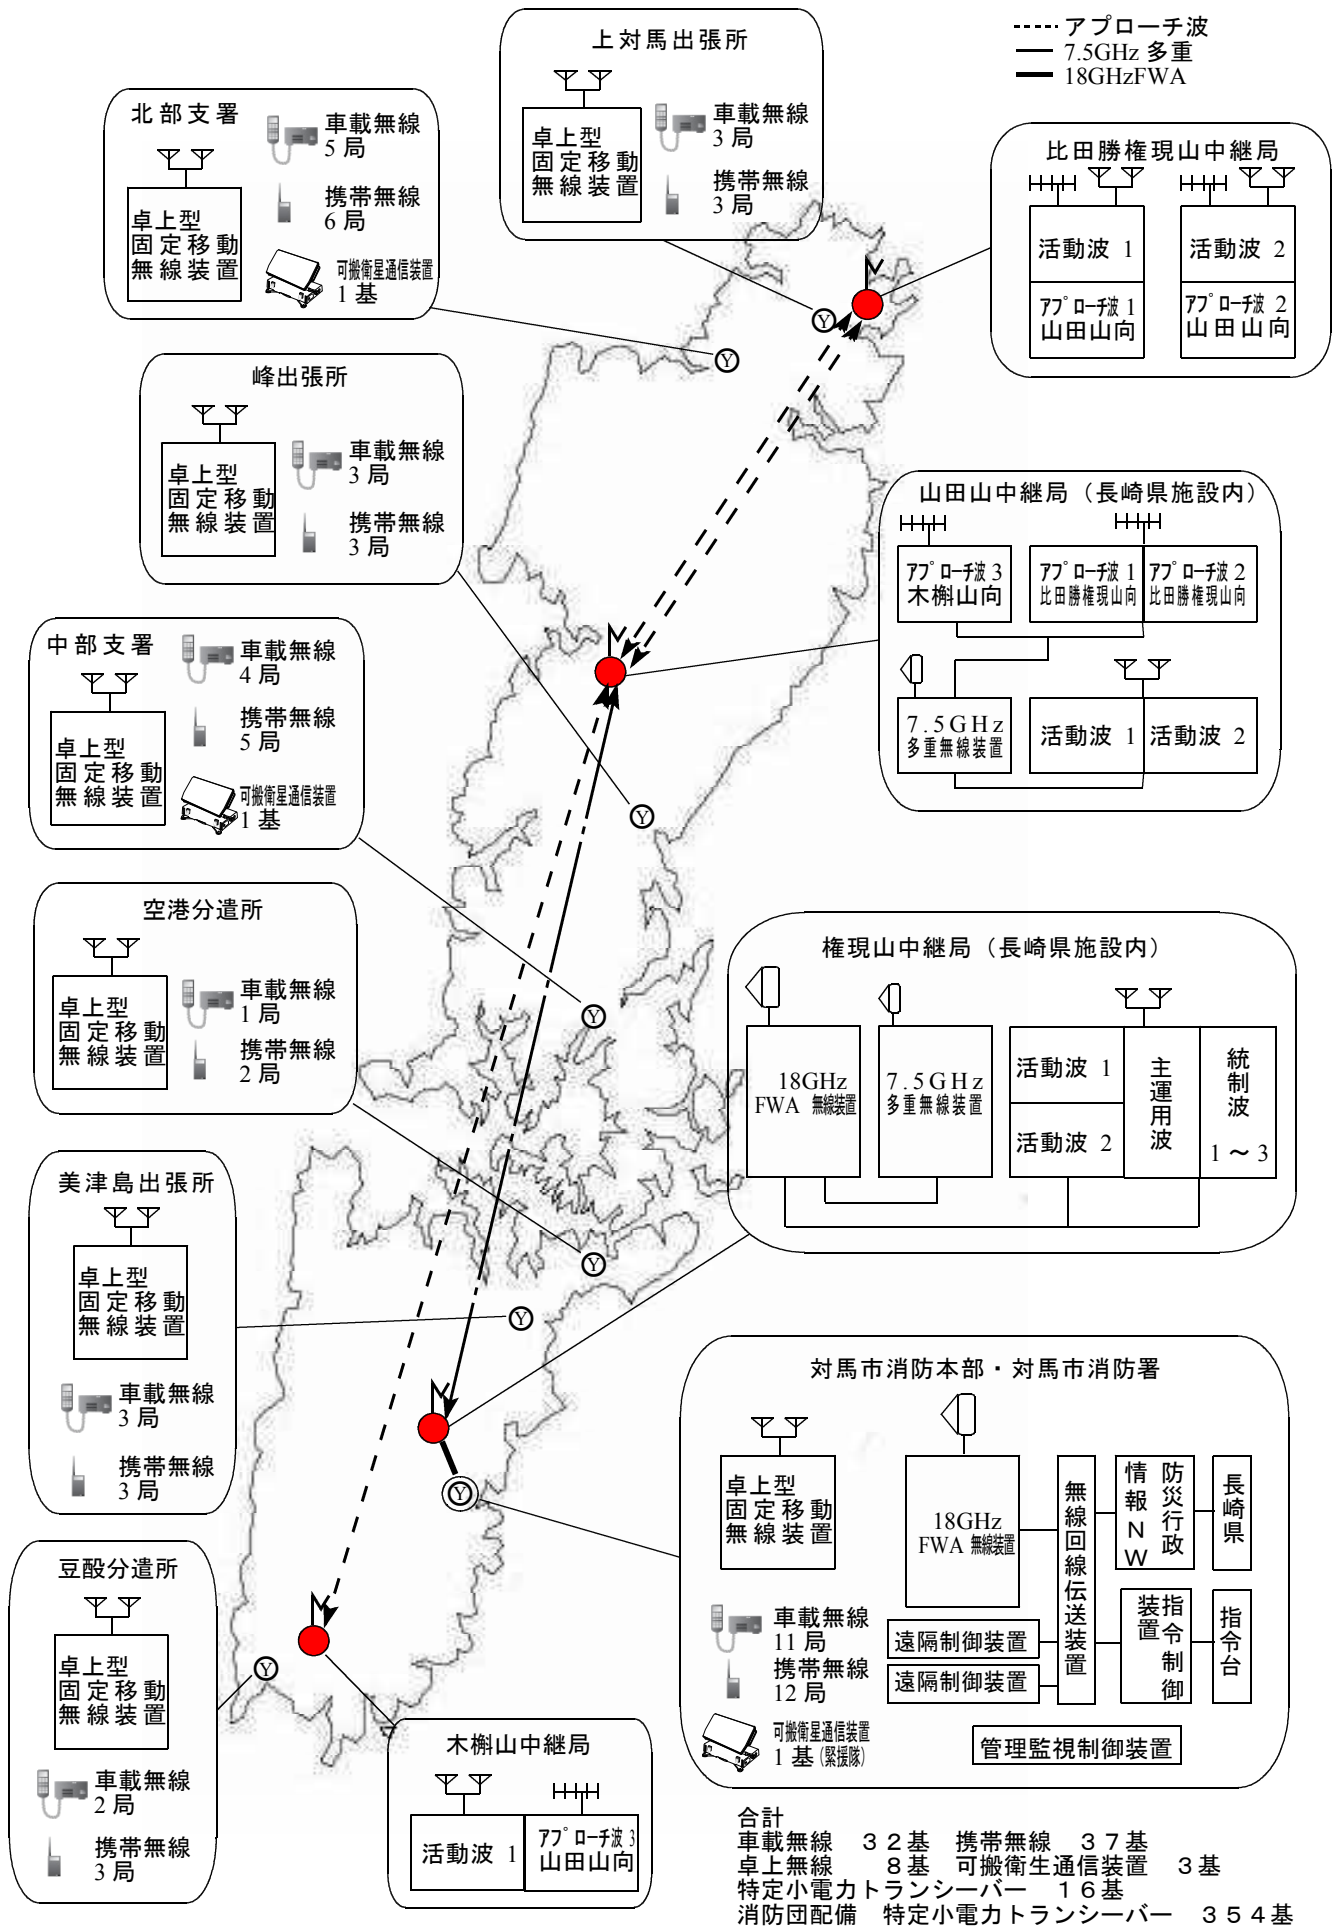 アプローチ波
7.5GHz 多重
18GHzFWA
上対馬出張所
卓上型
固定移動
無線装置
車載無線
3 局
携帯無線
3 局
北部支署
卓上型
固定移動
無線装置
車載無線
5 局
携帯無線
6 局
可搬衛星通信装置
1 基
比田勝権現山中継局
活動波 1
アプローチ波 1
山田山向
活動波 2
アプローチ波 2
山田山向
Y
Y
峰出張所
卓上型
固定移動
無線装置
車載無線
3 局
携帯無線
3 局
山田山中継局（長崎県施設内）
アプローチ波 3
木槲山向
アプローチ波 1
比田勝権現山向
アプローチ波 2
比田勝権現山向
7.5GHz
多重無線装置
活動波 1
活動波 2
中部支署
卓上型
固定移動
無線装置
車載無線
4 局
携帯無線
5 局
可搬衛星通信装置
1 基
Y
空港分遣所
卓上型
固定移動
無線装置
車載無線
1 局
携帯無線
2 局
Y
権現山中継局（長崎県施設内）
18GHz
FWA 無線装置
7.5GHz
多重無線装置
活動波 1
活動波 2
主運用波
統制波
1～3
美津島出張所
卓上型
固定移動
無線装置
車載無線
3 局
携帯無線
3 局
Y
Y
Y
対馬市消防本部・対馬市消防署
卓上型
固定移動
無線装置
18GHz
FWA 無線装置
無線回線伝送装置
防災行政
情報NW
長崎県
車載無線
11 局
携帯無線
12 局
可搬衛星通信装置
1 基 (緊援隊)
遠隔制御装置
遠隔制御装置
指令制御
装置
指令台
管理監視制御装置
豆酘分遣所
卓上型
固定移動
無線装置
車載無線
2 局
携帯無線
3 局
Y
木槲山中継局
活動波 1
アプローチ波 3
山田山向
合計
車載無線　３２基　携帯無線　３７基
卓上無線　　８基　可搬衛生通信装置　３基
特定小電力トランシーバー　１６基
消防団配備　特定小電力トランシーバー　３５４基